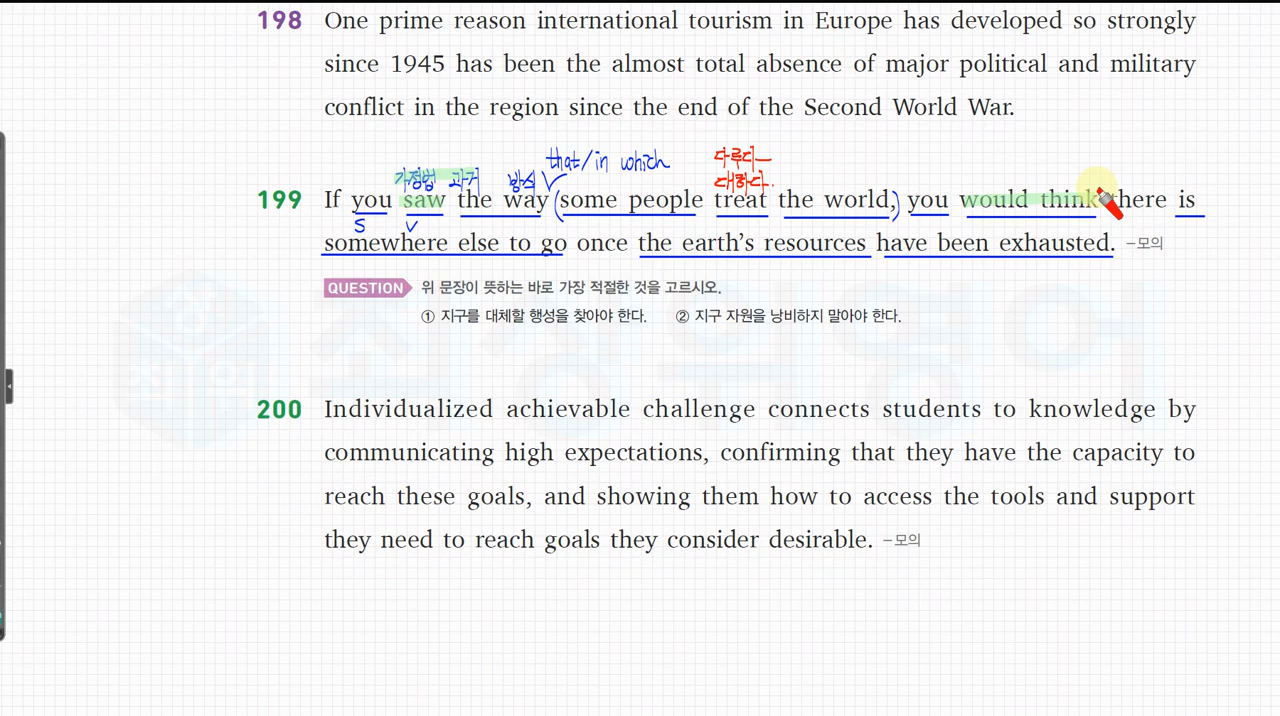 198 One prime reason international tourism in Europe has developed so strongly
since 1945 has been the almost total absence of major political and military
conflict in the region since the end of the Second World War.
that/in which 다루다
가정법 과거 방식 대하다.
199 If you saw the way (some people treat the world,) you would think there is
S V
somewhere else to go once the earth's resources have been exhausted. –모의
QUESTION 위 문장이 뜻하는 바로 가장 적절한 것을 고르시오.
① 지구를 대체할 행성을 찾아야 한다. ② 지구 자원을 낭비하지 말아야 한다.
200 Individualized achievable challenge connects students to knowledge by
communicating high expectations, confirming that they have the capacity to
reach these goals, and showing them how to access the tools and support
they need to reach goals they consider desirable. –모의